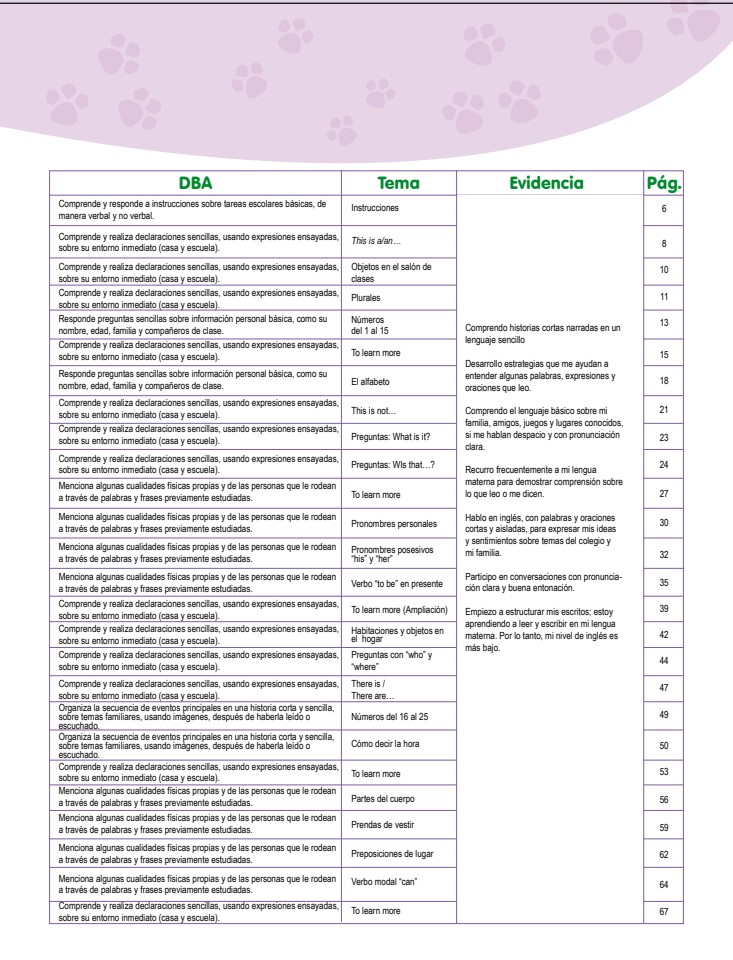 DBA Tema Evidencia Pág.
Comprende y responde a instrucciones sobre tareas escolares básicas, de
manera verbal y no verbal.
Instrucciones
6
Comprende y realiza declaraciones sencillas, usando expresiones ensayadas,
sobre su entorno inmediato (casa y escuela).
This is a/an…
8
Comprende y realiza declaraciones sencillas, usando expresiones ensayadas,
sobre su entorno inmediato (casa y escuela).
Objetos en el salón de
clases
10
Comprende y realiza declaraciones sencillas, usando expresiones ensayadas,
sobre su entorno inmediato (casa y escuela).
Plurales
11
Responde preguntas sencillas sobre información personal básica, como su
nombre, edad, familia y compañeros de clase.
Números
del 1 al 15
13
Comprende y realiza declaraciones sencillas, usando expresiones ensayadas,
sobre su entorno inmediato (casa y escuela).
To learn more
15
Responde preguntas sencillas sobre información personal básica, como su
nombre, edad, familia y compañeros de clase.
El alfabeto
18
Comprende y realiza declaraciones sencillas, usando expresiones ensayadas,
sobre su entorno inmediato (casa y escuela).
This is not…
21
Comprende y realiza declaraciones sencillas, usando expresiones ensayadas,
sobre su entorno inmediato (casa y escuela).
Preguntas: What is it?
23
Comprende y realiza declaraciones sencillas, usando expresiones ensayadas,
sobre su entorno inmediato (casa y escuela).
Preguntas: WIs that…?
24
Menciona algunas cualidades físicas propias y de las personas que le rodean
a través de palabras y frases previamente estudiadas.
To learn more
27
Menciona algunas cualidades físicas propias y de las personas que le rodean
a través de palabras y frases previamente estudiadas.
Pronombres personales
30
Menciona algunas cualidades físicas propias y de las personas que le rodean
a través de palabras y frases previamente estudiadas.
Pronombres posesivos
"his" y "her"
32
Menciona algunas cualidades físicas propias y de las personas que le rodean
a través de palabras y frases previamente estudiadas.
Verbo "to be" en presente
35
Comprende y realiza declaraciones sencillas, usando expresiones ensayadas,
sobre su entorno inmediato (casa y escuela).
To learn more (Ampliación)
39
Comprende y realiza declaraciones sencillas, usando expresiones ensayadas,
sobre su entorno inmediato (casa y escuela).
Habitaciones y objetos en
el hogar
42
Comprende y realiza declaraciones sencillas, usando expresiones ensayadas,
sobre su entorno inmediato (casa y escuela).
Preguntas con "who" y
"where"
44
Comprende y realiza declaraciones sencillas, usando expresiones ensayadas,
sobre su entorno inmediato (casa y escuela).
There is /
There are…
47
Organiza la secuencia de eventos principales en una historia corta y sencilla,
sobre temas familiares, usando imágenes, después de haberla leído o
escuchado.
Números del 16 al 25
49
Organiza la secuencia de eventos principales en una historia corta y sencilla,
sobre temas familiares, usando imágenes, después de haberla leído o
escuchado.
Cómo decir la hora
50
Comprende y realiza declaraciones sencillas, usando expresiones ensayadas,
sobre su entorno inmediato (casa y escuela).
To learn more
53
Menciona algunas cualidades físicas propias y de las personas que le rodean
a través de palabras y frases previamente estudiadas.
Partes del cuerpo
56
Menciona algunas cualidades físicas propias y de las personas que le rodean
a través de palabras y frases previamente estudiadas.
Prendas de vestir
59
Menciona algunas cualidades físicas propias y de las personas que le rodean
a través de palabras y frases previamente estudiadas.
Preposiciones de lugar
62
Menciona algunas cualidades físicas propias y de las personas que le rodean
a través de palabras y frases previamente estudiadas.
Verbo modal "can"
64
Comprende y realiza declaraciones sencillas, usando expresiones ensayadas,
sobre su entorno inmediato (casa y escuela).
To learn more
67
Comprendo historias cortas narradas en un
lenguaje sencillo
Desarrollo estrategias que me ayudan a
entender algunas palabras, expresiones y
oraciones que leo.
Comprendo el lenguaje básico sobre mi
familia, amigos, juegos y lugares conocidos,
si me hablan despacio y con pronunciación
clara.
Recurro frecuentemente a mi lengua
materna para demostrar comprensión sobre
lo que leo o me dicen.
Hablo en inglés, con palabras y oraciones
cortas y aisladas, para expresar mis ideas
y sentimientos sobre temas del colegio y
mi familia.
Participo en conversaciones con pronuncia-
ción clara y buena entonación.
Empiezo a estructurar mis escritos; estoy
aprendiendo a leer y escribir en mi lengua
materna. Por lo tanto, mi nivel de inglés es
más bajo.